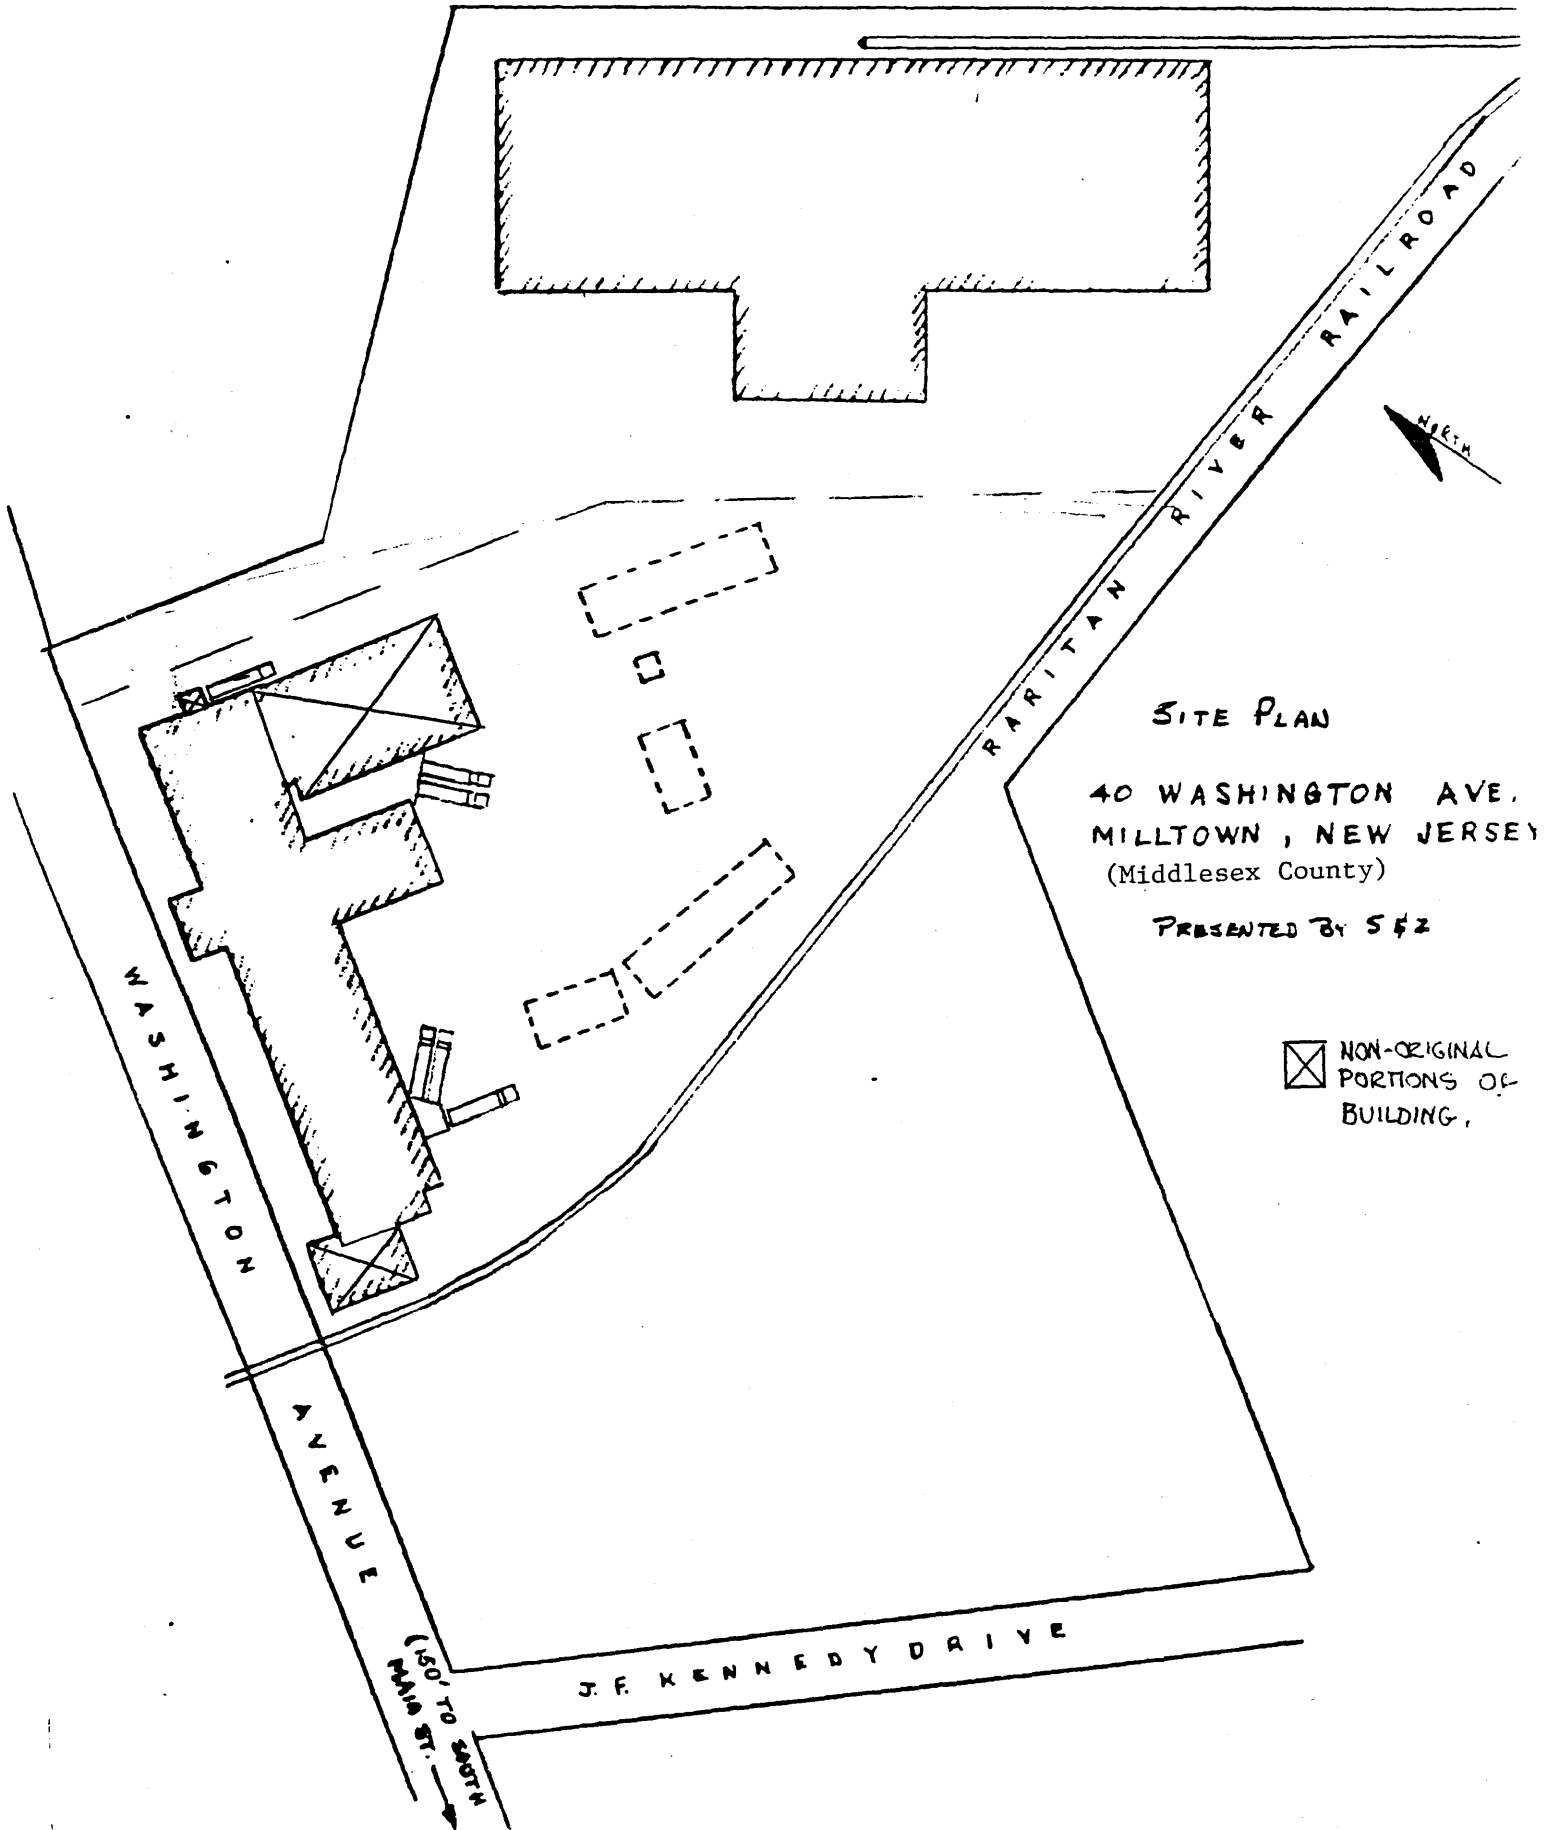 RARITAN RIVER RAILROAD
NORTH
SITE PLAN
40 WASHINGTON AVE.
MILLTOWN, NEW JERSEY
(Middlesex County)
PRESENTED BY S & Z
NON-ORIGINAL
PORTIONS OF
BUILDING.
WASHINGTON AVENUE
(150' TO SOUTH
MAIN ST.
J.F. KENNEDY DRIVE